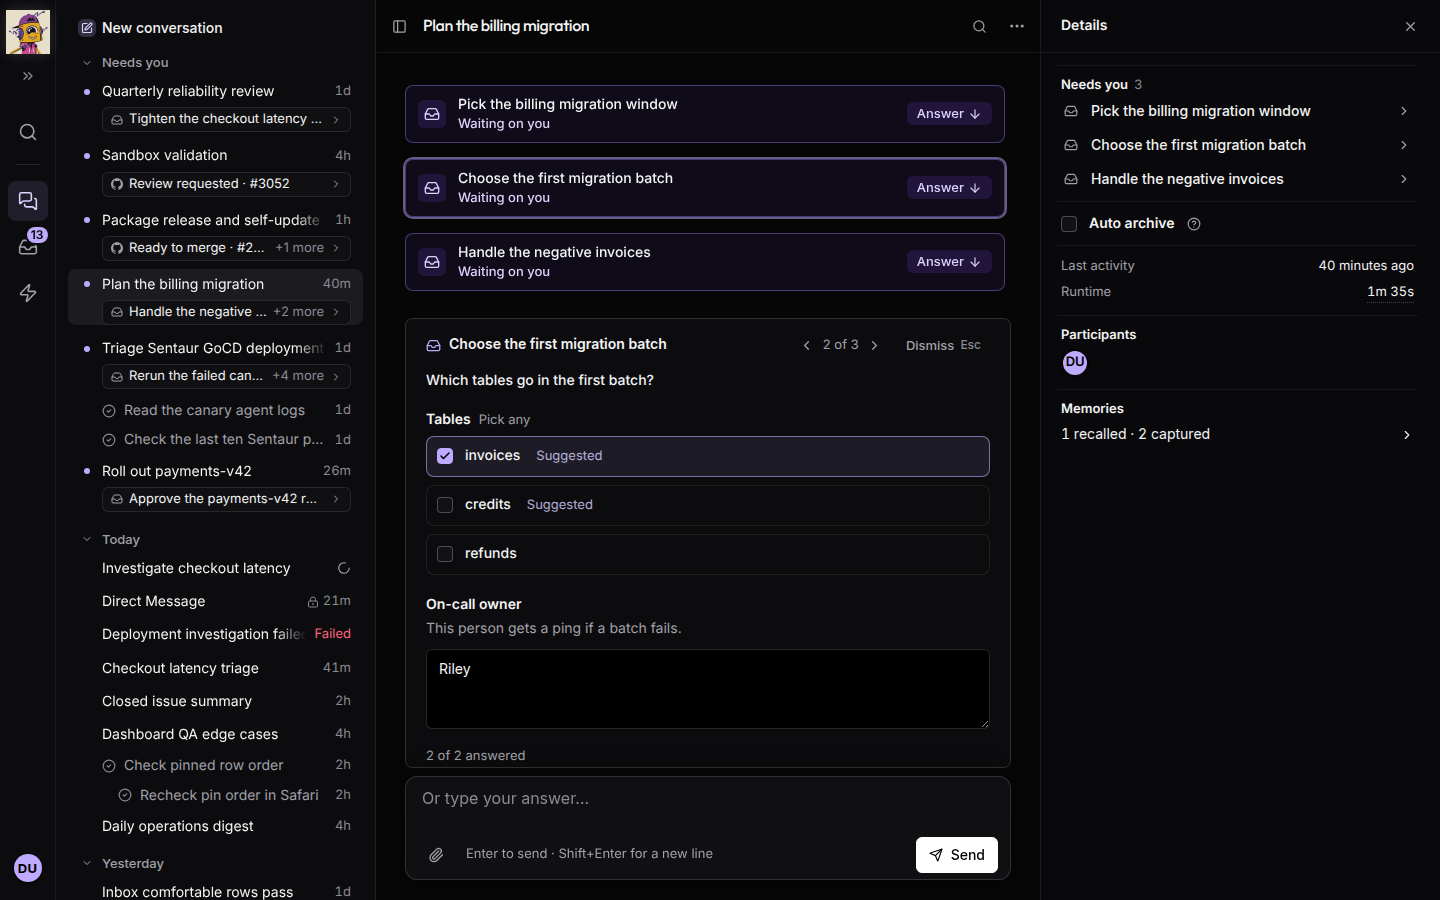 New conversation
Needs you
Quarterly reliability review 1d
Tighten the checkout latency ...
Sandbox validation 4h
Review requested · #3052
Package release and self-update 1h
Ready to merge · #2... +1 more
13
Plan the billing migration 40m
Handle the negative ... +2 more
Triage Sentaur GoCD deployment 1d
Rerun the failed can... +4 more
Read the canary agent logs 1d
Check the last ten Sentaur p... 1d
Roll out payments-v42 26m
Approve the payments-v42 r...
Today
Investigate checkout latency
Direct Message 21m
Deployment investigation failed Failed
Checkout latency triage 41m
Closed issue summary 2h
Dashboard QA edge cases 4h
Check pinned row order 2h
Recheck pin order in Safari 2h
Daily operations digest 4h
Yesterday
Inbox comfortable rows pass 1d
DU
Plan the billing migration
Pick the billing migration window
Waiting on you
Answer ↓
Choose the first migration batch
Waiting on you
Answer ↓
Handle the negative invoices
Waiting on you
Answer ↓
Choose the first migration batch 2 of 3 Dismiss Esc
Which tables go in the first batch?
Tables Pick any
invoices Suggested
credits Suggested
refunds
On-call owner
This person gets a ping if a batch fails.
Riley
2 of 2 answered
Or type your answer...
Enter to send · Shift+Enter for a new line
Send
Details
Needs you 3
Pick the billing migration window
Choose the first migration batch
Handle the negative invoices
Auto archive
Last activity 40 minutes ago
Runtime 1m 35s
Participants
DU
Memories
1 recalled · 2 captured